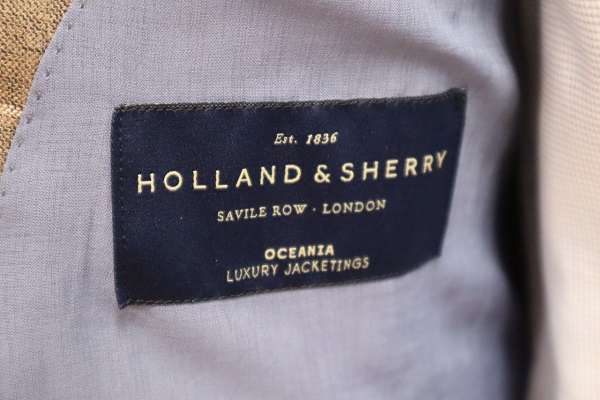 Est. 1836
HOLLAND & SHERRY
SAVILE ROW · LONDON
OCEANIA
LUXURY JACKETINGS